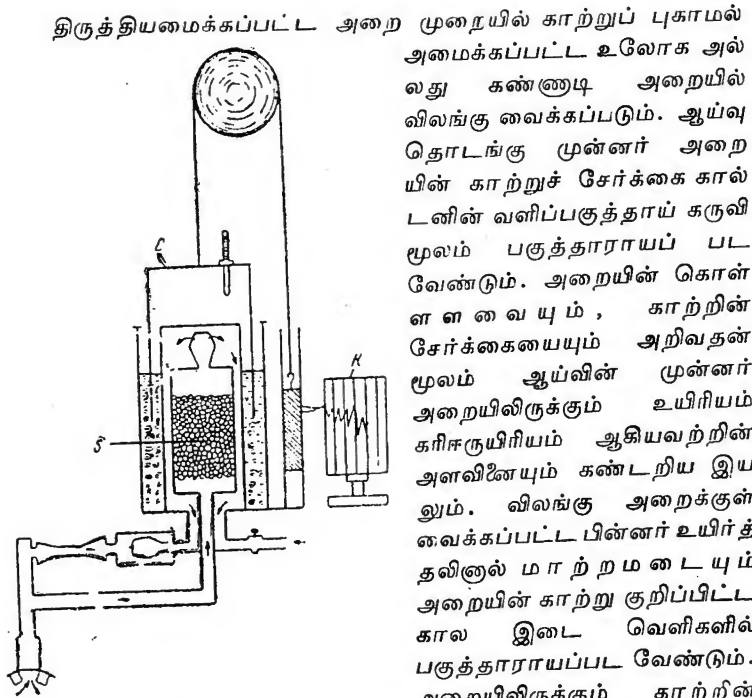 திருத்தியமைக்கப்பட்ட அறை முறையில் காற்றுப் புகாமல்
அமைக்கப்பட்ட உலோக அல்
லது கண்ணாடி அறையில்
விலங்கு வைக்கப்படும். ஆய்வு
தொடங்கு முன்னர் அறை
யின் காற்றுச் சேர்க்கை கால்
டனின் வளிப்பகுத்தாய் கருவி
மூலம் பகுத்தாராயப் பட
வேண்டும். அறையின் கொள்
ளளவையும், காற்றின்
சேர்க்கையையும் அறிவதன்
மூலம் ஆய்வின் முன்னர்
அறையிலிருக்கும் உயிரியம்
கரிஈருயிரியம் ஆகியவற்றின்
அளவினையும் கண்டறிய இய
லும். விலங்கு அறைக்குள்
வைக்கப்பட்ட பின்னர் உயிர்த்
தலினால் மாற்றமடையும்
அறையின் காற்று குறிப்பிட்ட
கால இடை வெளிகளில்
பகுத்தாராயப்பட வேண்டும்.
அறையிலிருக்கும் காற்றின்
C
K
S